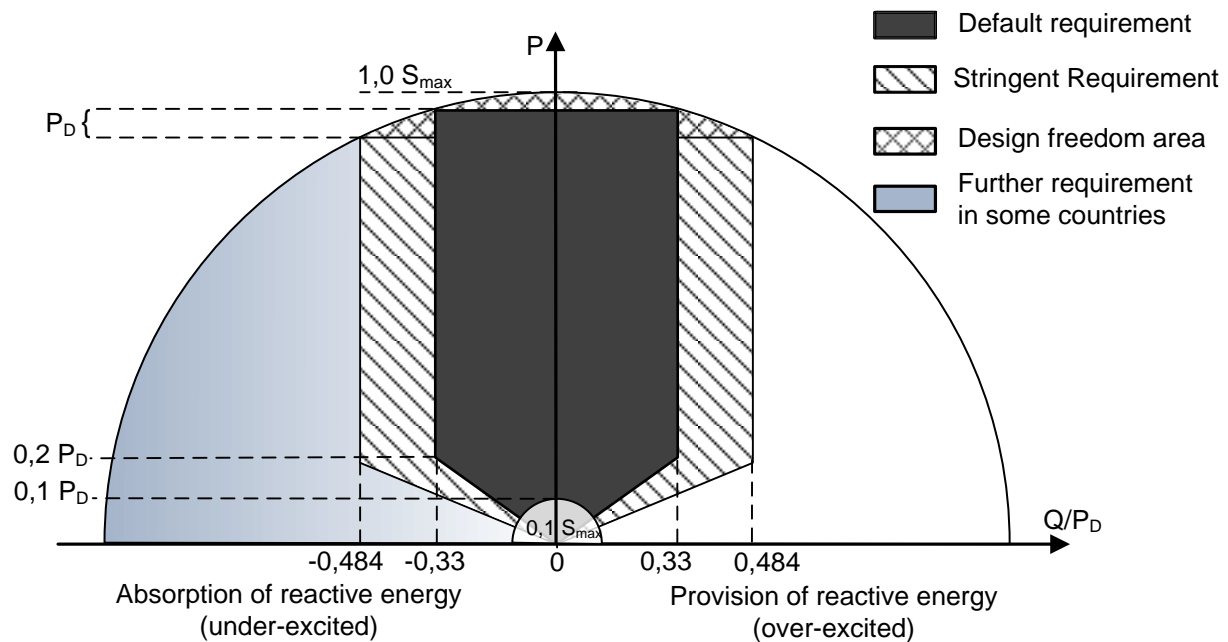 P
Default requirement
1,0 Smax
Stringent Requirement
PD {
Design freedom area
Further requirement
in some countries
0,2 PD
0,1 PD
0,1 Smax
Q/PD
-0,484
-0,33
0
0,33
0,484
Absorption of reactive energy
(under-excited)
Provision of reactive energy
(over-excited)